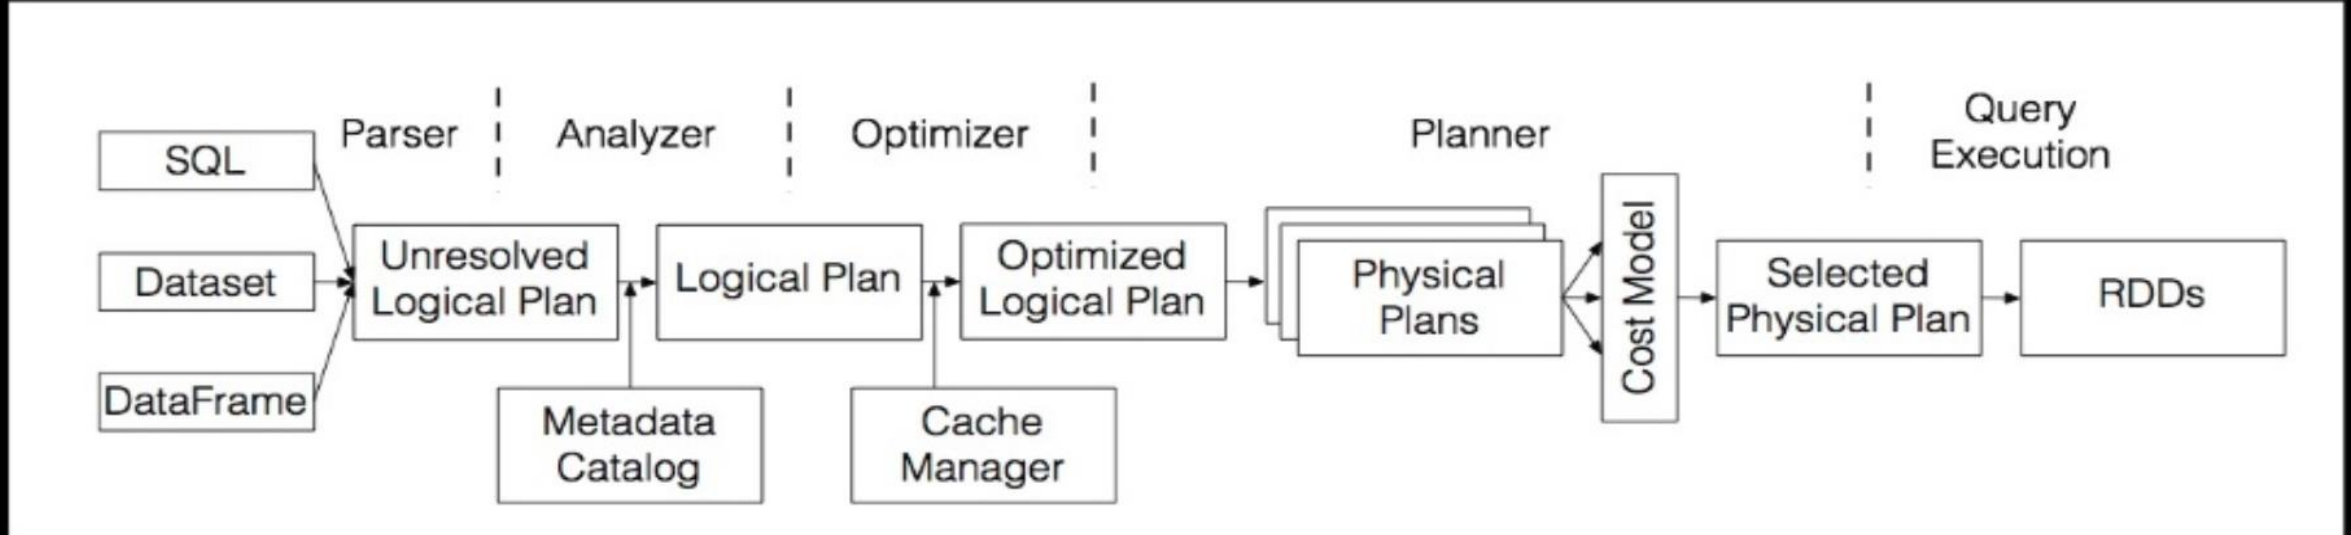 Parser
Analyzer
Optimizer
Planner
Query
Execution
SQL
Dataset
DataFrame
Unresolved
Logical Plan
Logical Plan
Optimized
Logical Plan
Physical
Plans
Cost Model
Selected
Physical Plan
RDDs
Metadata
Catalog
Cache
Manager